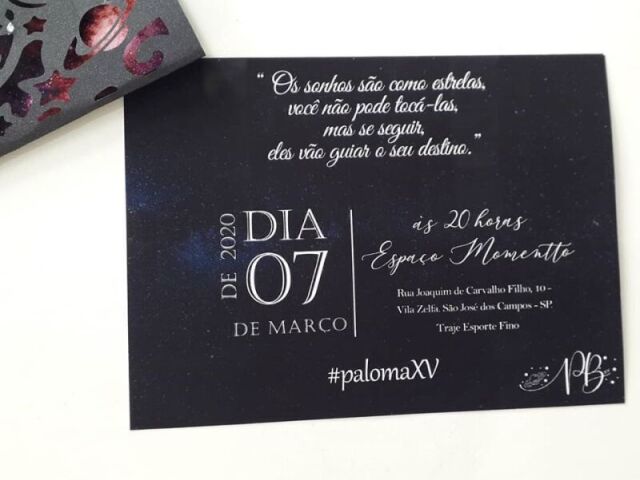 “ Os sonhos são como estrelas,
você não pode tocá-las,
mas se seguir,
eles vão guiar o seu destino.”
DE 2020
DIA
07
DE MARÇO
ás 20 horas
Espaço Momentto
Rua Joaquim de Carvalho Filho, 10 -
Vila Zelfa. São José dos Campos - SP.
Traje Esporte Fino
#palomaXV
PB